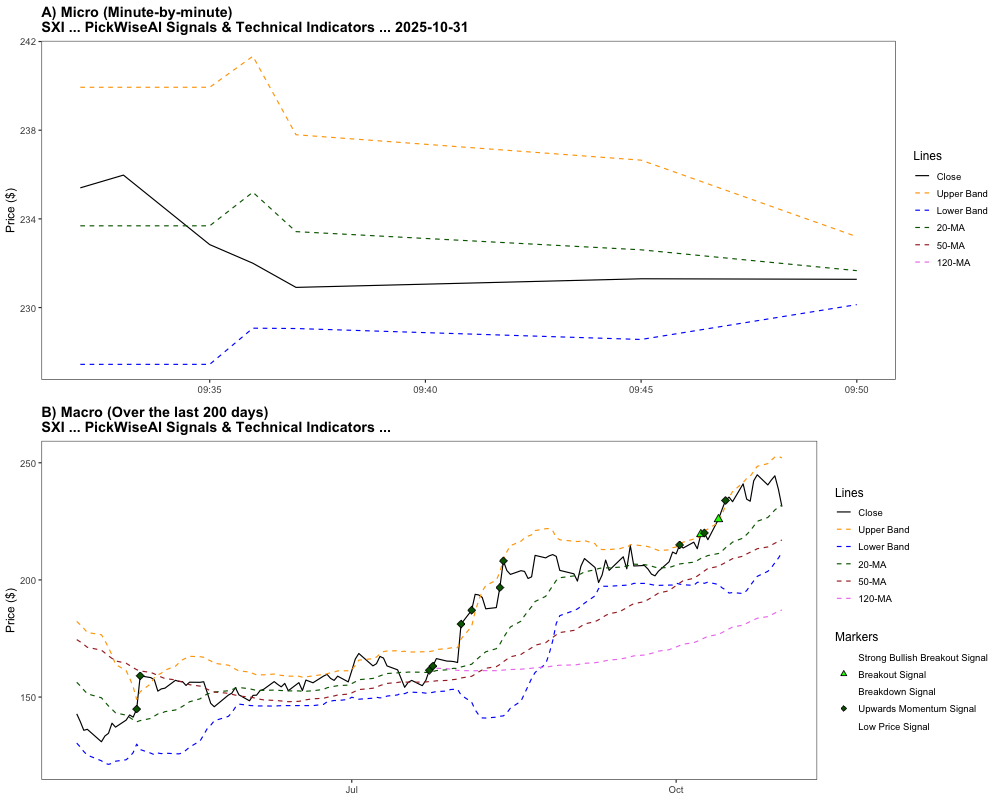 A) Micro (Minute-by-minute)
SXI ... PickWiseAI Signals & Technical Indicators ... 2025-10-31
242
238
234
230
Price ($)
09:35
09:40
09:45
09:50
Lines
Close
Upper Band
Lower Band
20-MA
50-MA
120-MA
B) Macro (Over the last 200 days)
SXI ... PickWiseAI Signals & Technical Indicators ...
250
200
150
Price ($)
Jul
Oct
Lines
Close
Upper Band
Lower Band
20-MA
50-MA
120-MA
Markers
Strong Bullish Breakout Signal
Breakout Signal
Breakdown Signal
Upwards Momentum Signal
Low Price Signal